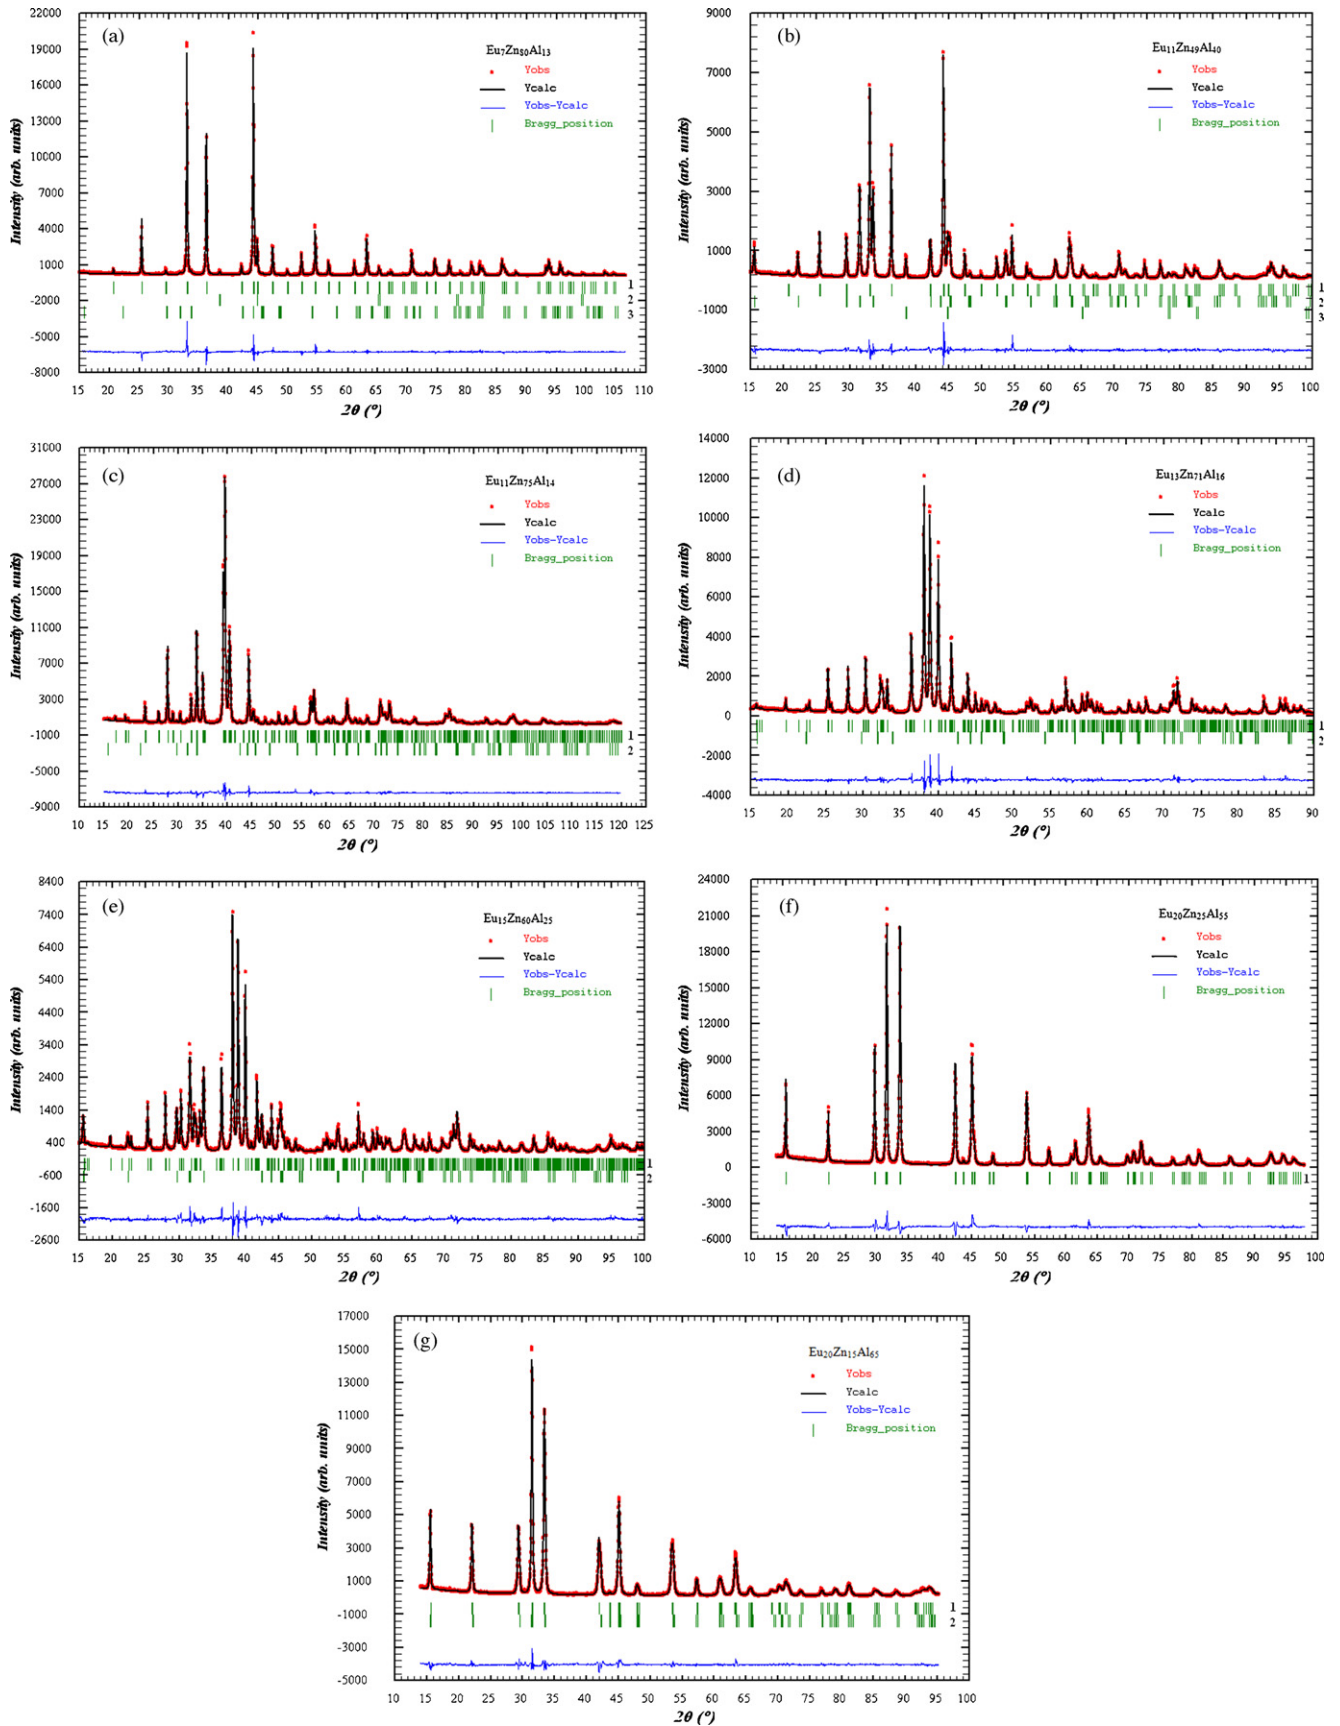 (a)
Eu7Zn80Al13
Yobs
Ycalc
Yobs-Ycalc
Bragg_position
Intensity (arb. units)
22000
19000
16000
13000
10000
7000
4000
1000
-2000
-5000
-8000
1
2
3
15 20 25 30 35 40 45 50 55 60 65 70 75 80 85 90 95 100 105 110
2θ (°)
(b)
Eu11Zn49Al40
Yobs
Ycalc
Yobs-Ycalc
Bragg_position
Intensity (arb. units)
9000
7000
5000
3000
1000
-1000
-3000
1
2
3
15 20 25 30 35 40 45 50 55 60 65 70 75 80 85 90 95 100
2θ (°)
(c)
Eu11Zn75Al14
Yobs
Ycalc
Yobs-Ycalc
Bragg_position
Intensity (arb. units)
31000
27000
23000
19000
15000
11000
7000
3000
-1000
-5000
-9000
1
2
10 15 20 25 30 35 40 45 50 55 60 65 70 75 80 85 90 95 100 105 110 115 120 125
2θ (°)
(d)
Eu13Zn71Al16
Yobs
Ycalc
Yobs-Ycalc
Bragg_position
Intensity (arb. units)
14000
12000
10000
8000
6000
4000
2000
0
-2000
-4000
1
2
15 20 25 30 35 40 45 50 55 60 65 70 75 80 85 90
2θ (°)
(e)
Eu15Zn60Al25
Yobs
Ycalc
Yobs-Ycalc
Bragg_position
Intensity (arb. units)
8400
7400
6400
5400
4400
3400
2400
1400
400
-600
-1600
-2600
1
2
15 20 25 30 35 40 45 50 55 60 65 70 75 80 85 90 95 100
2θ (°)
(f)
Eu20Zn25Al55
Yobs
Ycalc
Yobs-Ycalc
Bragg_position
Intensity (arb. units)
24000
21000
18000
15000
12000
9000
6000
3000
0
-3000
-6000
1
10 15 20 25 30 35 40 45 50 55 60 65 70 75 80 85 90 95 100
2θ (°)
(g)
Eu20Zn15Al65
Yobs
Ycalc
Yobs-Ycalc
Bragg_position
Intensity (arb. units)
17000
15000
13000
11000
9000
7000
5000
3000
1000
-1000
-3000
-5000
1
2
10 15 20 25 30 35 40 45 50 55 60 65 70 75 80 85 90 95 100
2θ (°)